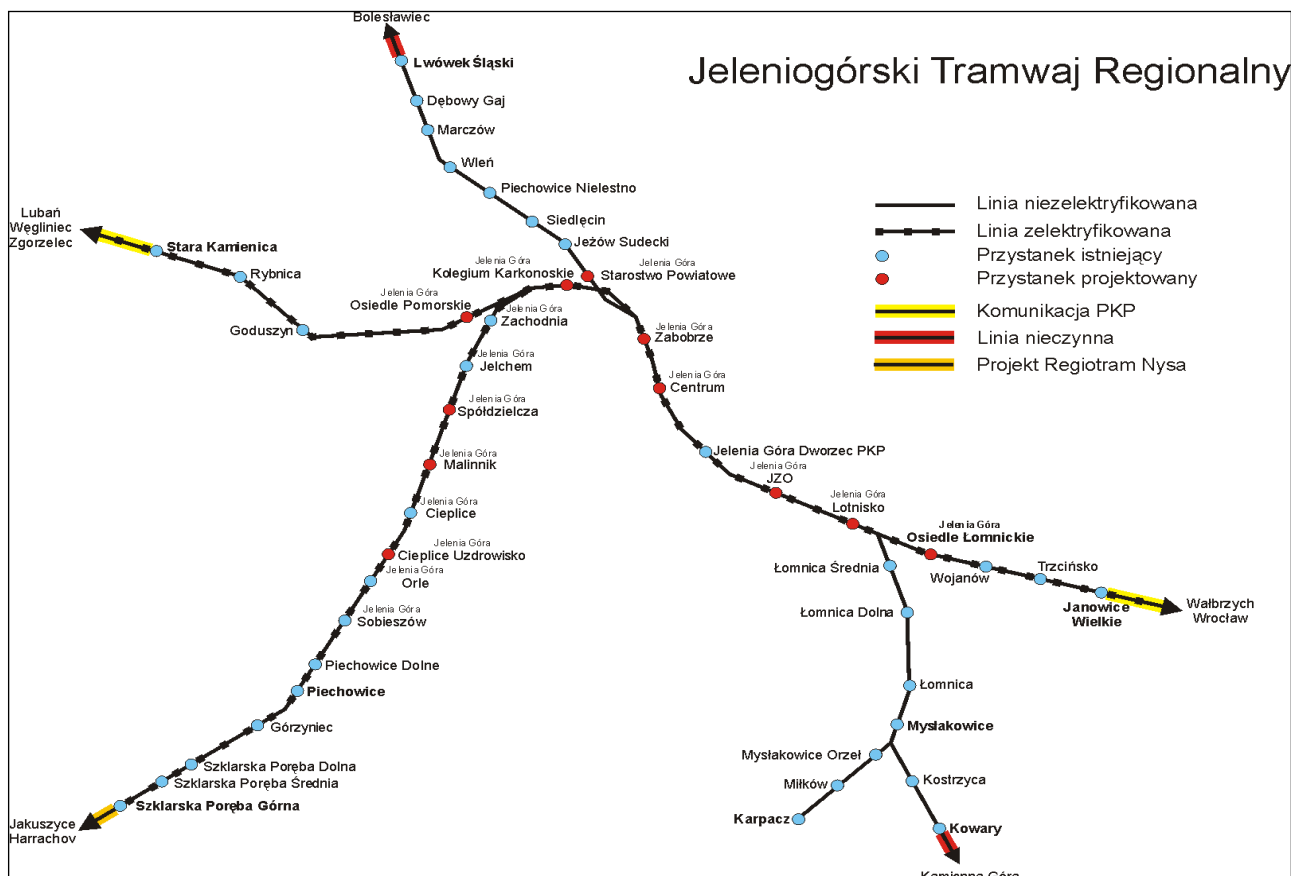 Bolesławiec
Jeleniogórski Tramwaj Regionalny
Lwówek Śląski
Dębowy Gaj
Marczów
Wleń
Piechowice Nielestno
Siedlęcin
Jeżów Sudecki
Linia niezelektryfikowana
Linia zelektryfikowana
Przystanek istniejący
Przystanek projektowany
Komunikacja PKP
Linia nieczynna
Projekt Regiotram Nysa
Lubań
Węgliniec
Zgorzelec
Stara Kamienica
Rybnica
Goduszyn
Jelenia Góra
Kolegium Karkonoskie
Jelenia Góra
Starostwo Powiatowe
Jelenia Góra
Osiedle Pomorskie
Jelenia Góra
Zachodnia
Jelenia Góra
Zabobrze
Jelenia Góra
Jelchem
Jelenia Góra
Centrum
Jelenia Góra
Spółdzielcza
Jelenia Góra
Malinnik
Jelenia Góra Dworzec PKP
Jelenia Góra
JZO
Jelenia Góra
Cieplice
Jelenia Góra
Lotnisko
Jelenia Góra
Osiedle Łomnickie
Jelenia Góra
Cieplice Uzdrowisko
Jelenia Góra
Orle
Jelenia Góra
Sobieszów
Wojanów
Trzcińsko
Janowice
Wielkie
Wałbrzych
Wrocław
Łomnica Średnia
Łomnica Dolna
Łomnica
Mysłakowice
Mysłakowice Orzeł
Miłków
Karpacz
Kostrzyca
Kowary
Kamienna Góra
Piechowice Dolne
Piechowice
Górzyniec
Szklarska Poręba Dolna
Szklarska Poręba Średnia
Szklarska Poręba Górna
Jakuszyce
Harrachov